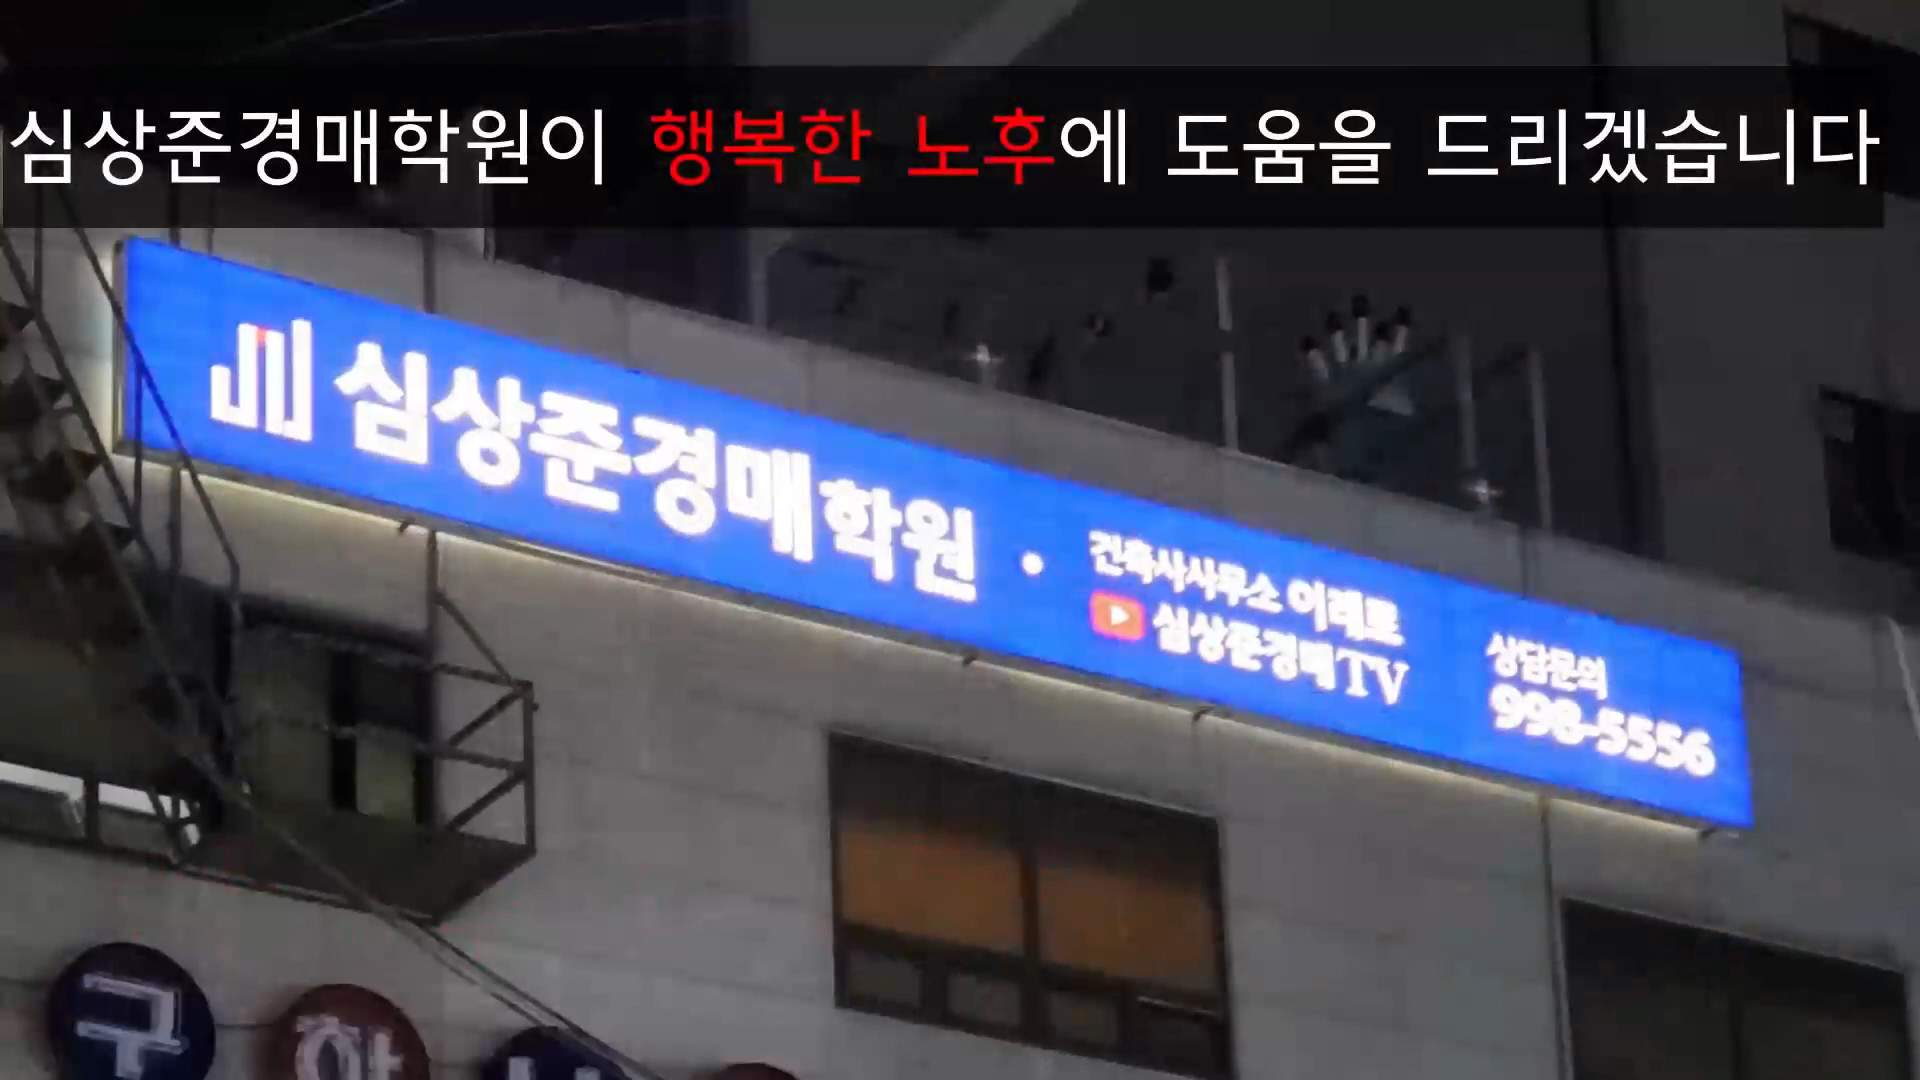 심상준경매학원이 행복한 노후에 도움을 드리겠습니다
심상준경매학원
건축사사무소 이레로
심상준경매TV
상담문의
998-5556
구